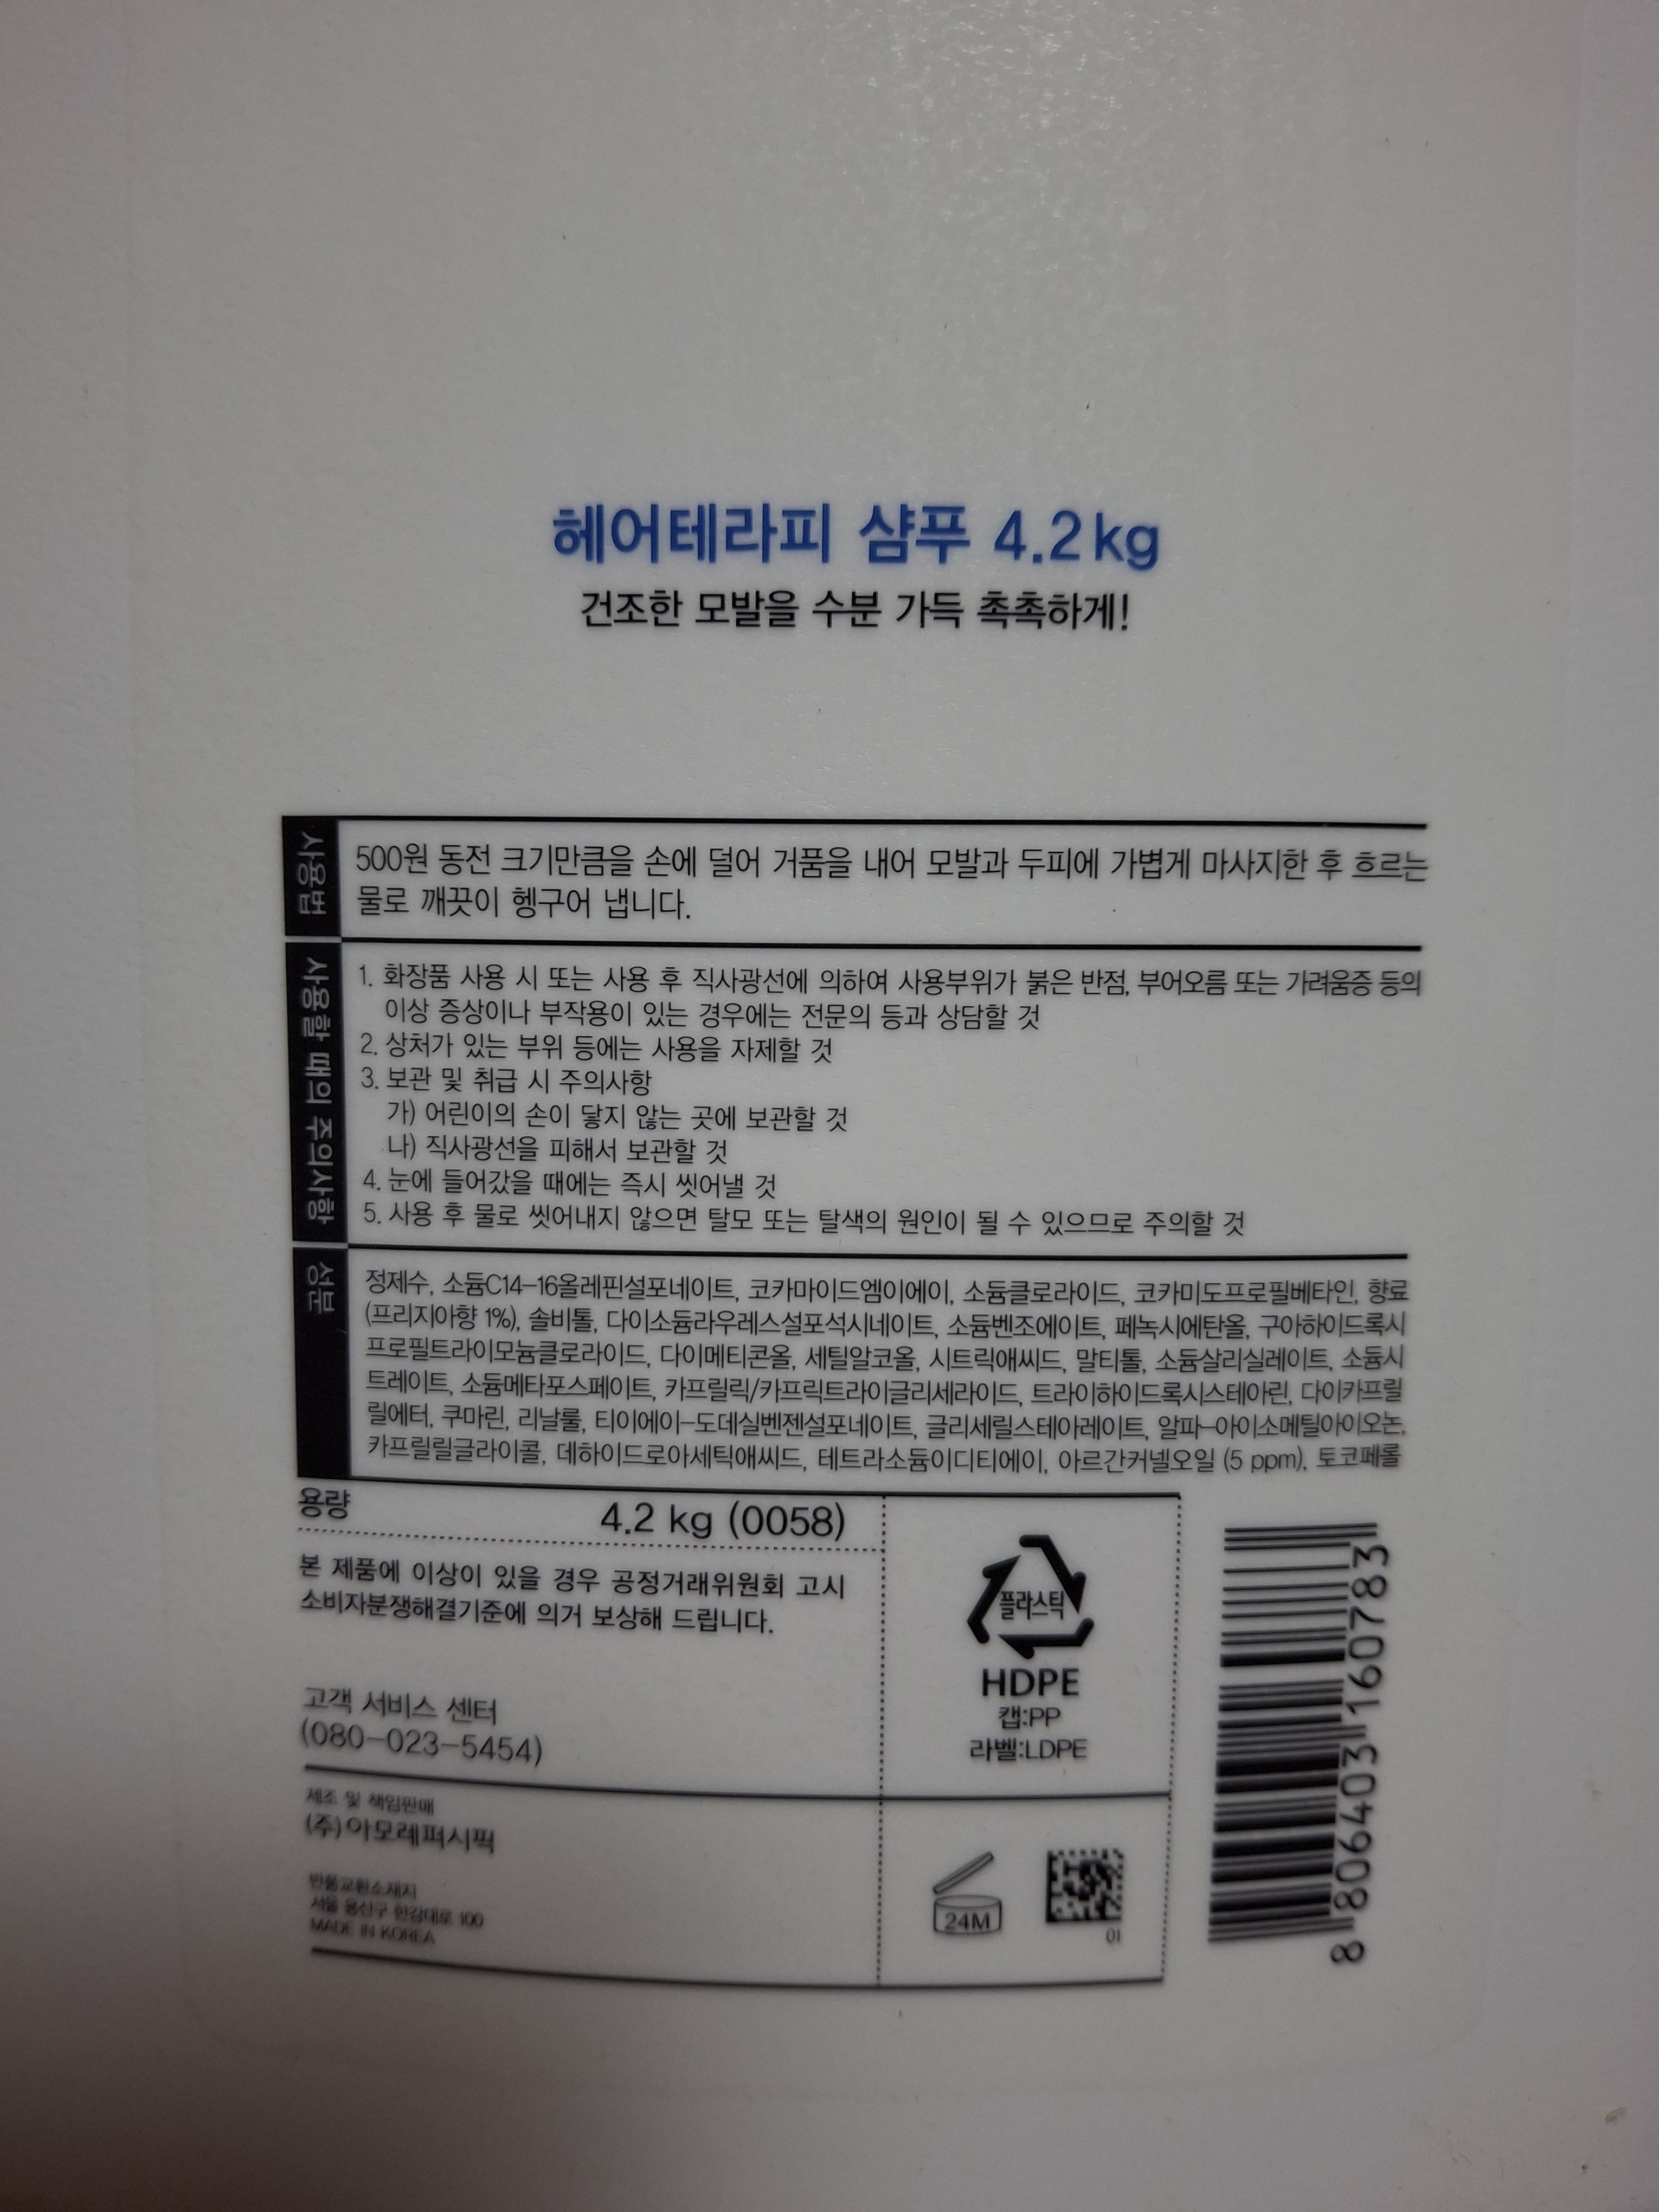 헤어테라피 샴푸 4.2kg
건조한 모발을 수분 가득 촉촉하게!
사용법
500원 동전 크기만큼을 손에 덜어 거품을 내어 모발과 두피에 가볍게 마사지한 후 흐르는
물로 깨끗이 헹구어 냅니다.
사용할 때의 주의사항
1. 화장품 사용 시 또는 사용 후 직사광선에 의하여 사용부위가 붉은 반점, 부어오름 또는 가려움증 등의
이상 증상이나 부작용이 있는 경우에는 전문의 등과 상담할 것
2. 상처가 있는 부위 등에는 사용을 자제할 것
3. 보관 및 취급 시 주의사항
가) 어린이의 손이 닿지 않는 곳에 보관할 것
나) 직사광선을 피해서 보관할 것
4. 눈에 들어갔을 때에는 즉시 씻어낼 것
5. 사용 후 물로 씻어내지 않으면 탈모 또는 탈색의 원인이 될 수 있으므로 주의할 것
성분
정제수, 소듐C14-16올레핀설포네이트, 코카마이드엠이에이, 소듐클로라이드, 코카미도프로필베타인, 향료
(프리지아향 1%), 솔비톨, 다이소듐라우레스설포석시네이트, 소듐벤조에이트, 페녹시에탄올, 구아하이드록시
프로필트라이모늄클로라이드, 다이메티콘올, 세틸알코올, 시트릭애씨드, 말티톨, 소듐살리실레이트, 소듐시
트레이트, 소듐메타포스페이트, 카프릴릭/카프릭트라이글리세라이드, 트라이하이드록시스테아린, 다이카프릴
릴에터, 쿠마린, 리날룰, 티이에이-도데실벤젠설포네이트, 글리세릴스테아레이트, 알파-아이소메틸아이오논,
카프릴릴글라이콜, 데하이드로아세틱애씨드, 테트라소듐이디티에이, 아르간커넬오일 (5 ppm), 토코페롤
용량
4.2 kg (0058)
본 제품에 이상이 있을 경우 공정거래위원회 고시
소비자분쟁해결기준에 의거 보상해 드립니다.
고객 서비스 센터
(080-023-5454)
플라스틱
HDPE
캡:PP
라벨:LDPE
제조 및 책임판매
(주)아모레퍼시픽
반품교환소재지
서울 용산구 한강대로 100
MADE IN KOREA
24M
01
8 806403 160783